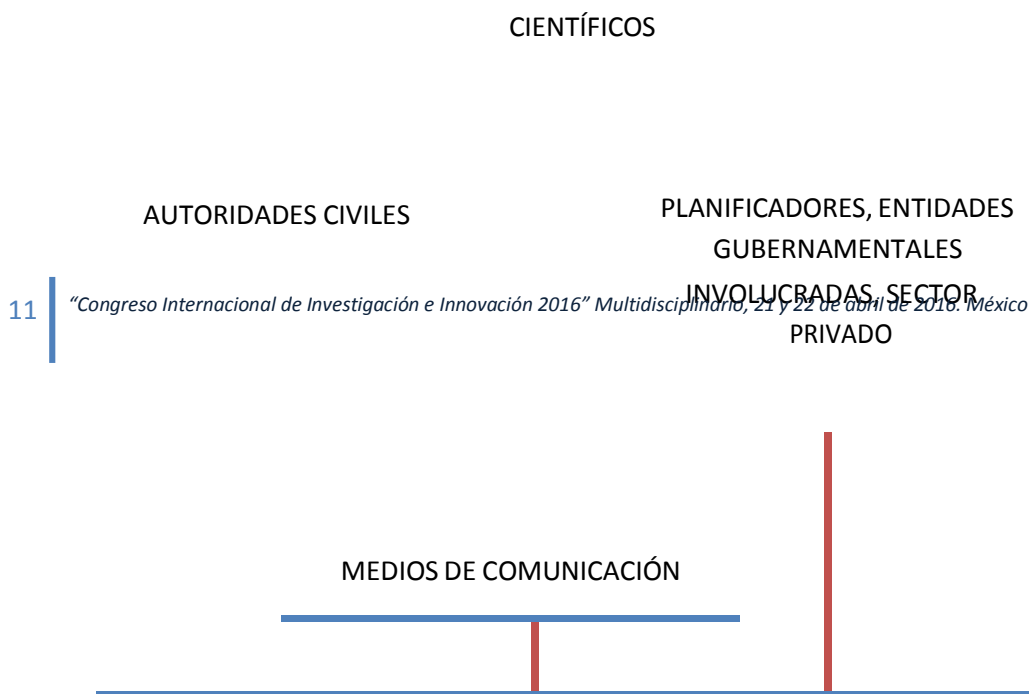 CIENTÍFICOS
AUTORIDADES CIVILES
PLANIFICADORES, ENTIDADES
GUBERNAMENTALES
INVOLUCRADAS, SECTOR
PRIVADO
11
“Congreso Internacional de Investigación e Innovación 2016” Multidisciplinario, 21 y 22 de abril de 2016. México
MEDIOS DE COMUNICACIÓN